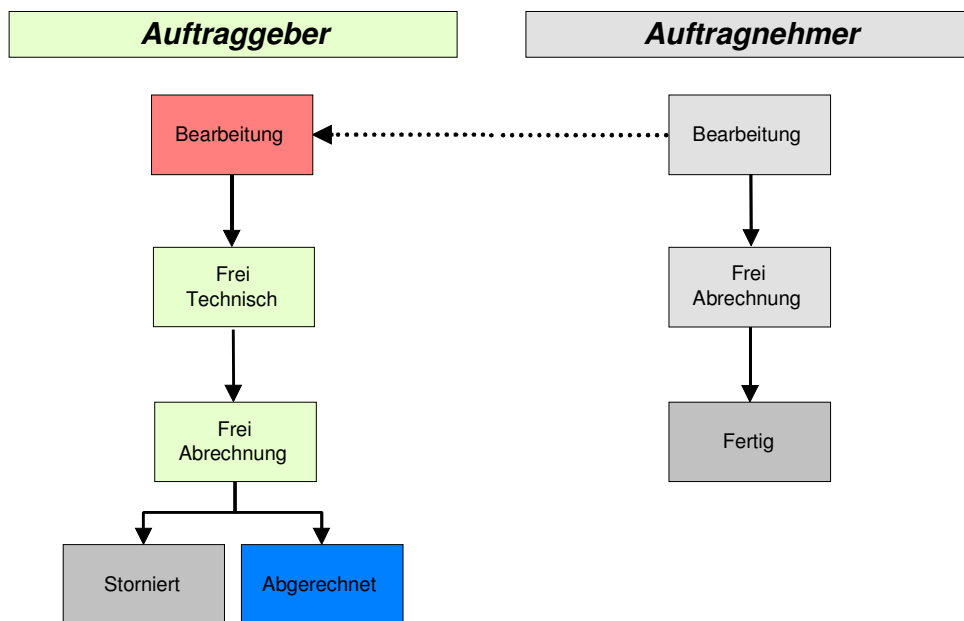 Auftraggeber
Auftragnehmer
Bearbeitung
Bearbeitung
Frei
Technisch
Frei
Abrechnung
Frei
Abrechnung
Fertig
Storniert
Abgerechnet